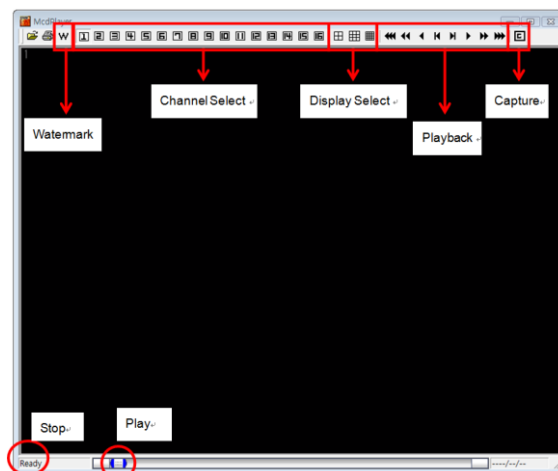 McdPlayer
W 1 2 3 4 5 6 7 8 9 10 11 12 13 14 15 16 C
Channel Select
Display Select
Capture
Watermark
Playback
Stop
Play
Ready
----/--/--